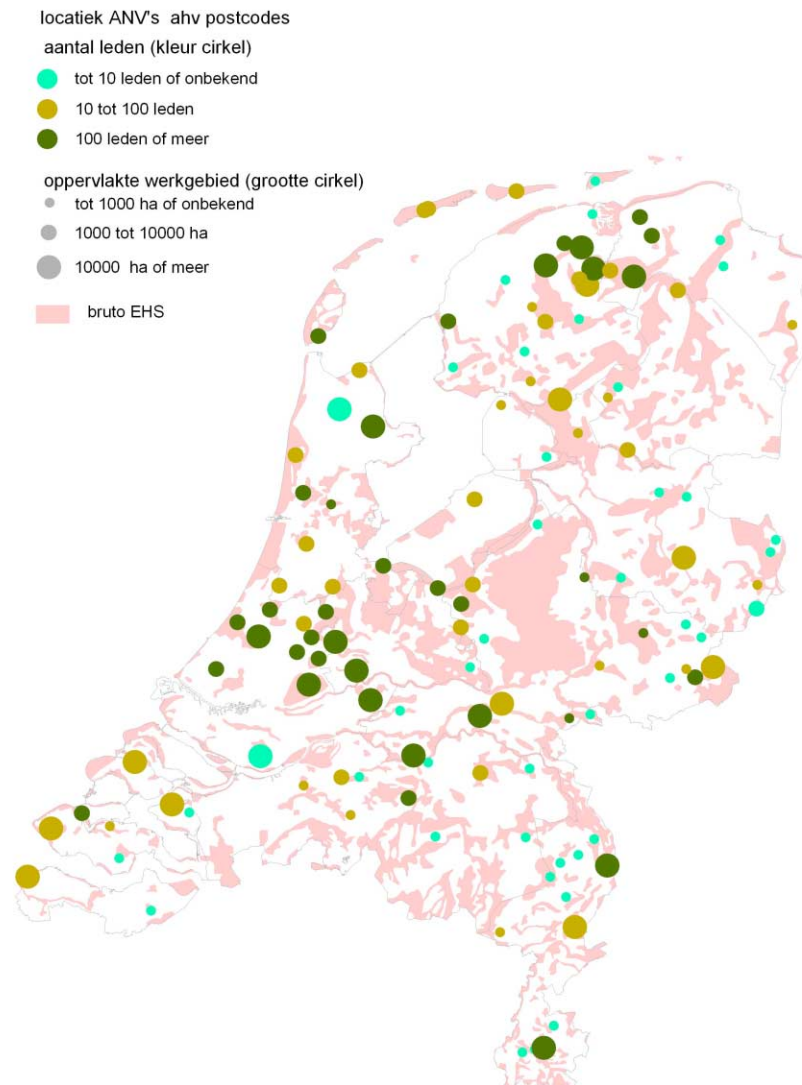 locatiek ANV's ahv postcodes
aantal leden (kleur cirkel)
tot 10 leden of onbekend
10 tot 100 leden
100 leden of meer
oppervlakte werkgebied (grootte cirkel)
tot 1000 ha of onbekend
1000 tot 10000 ha
10000 ha of meer
bruto EHS